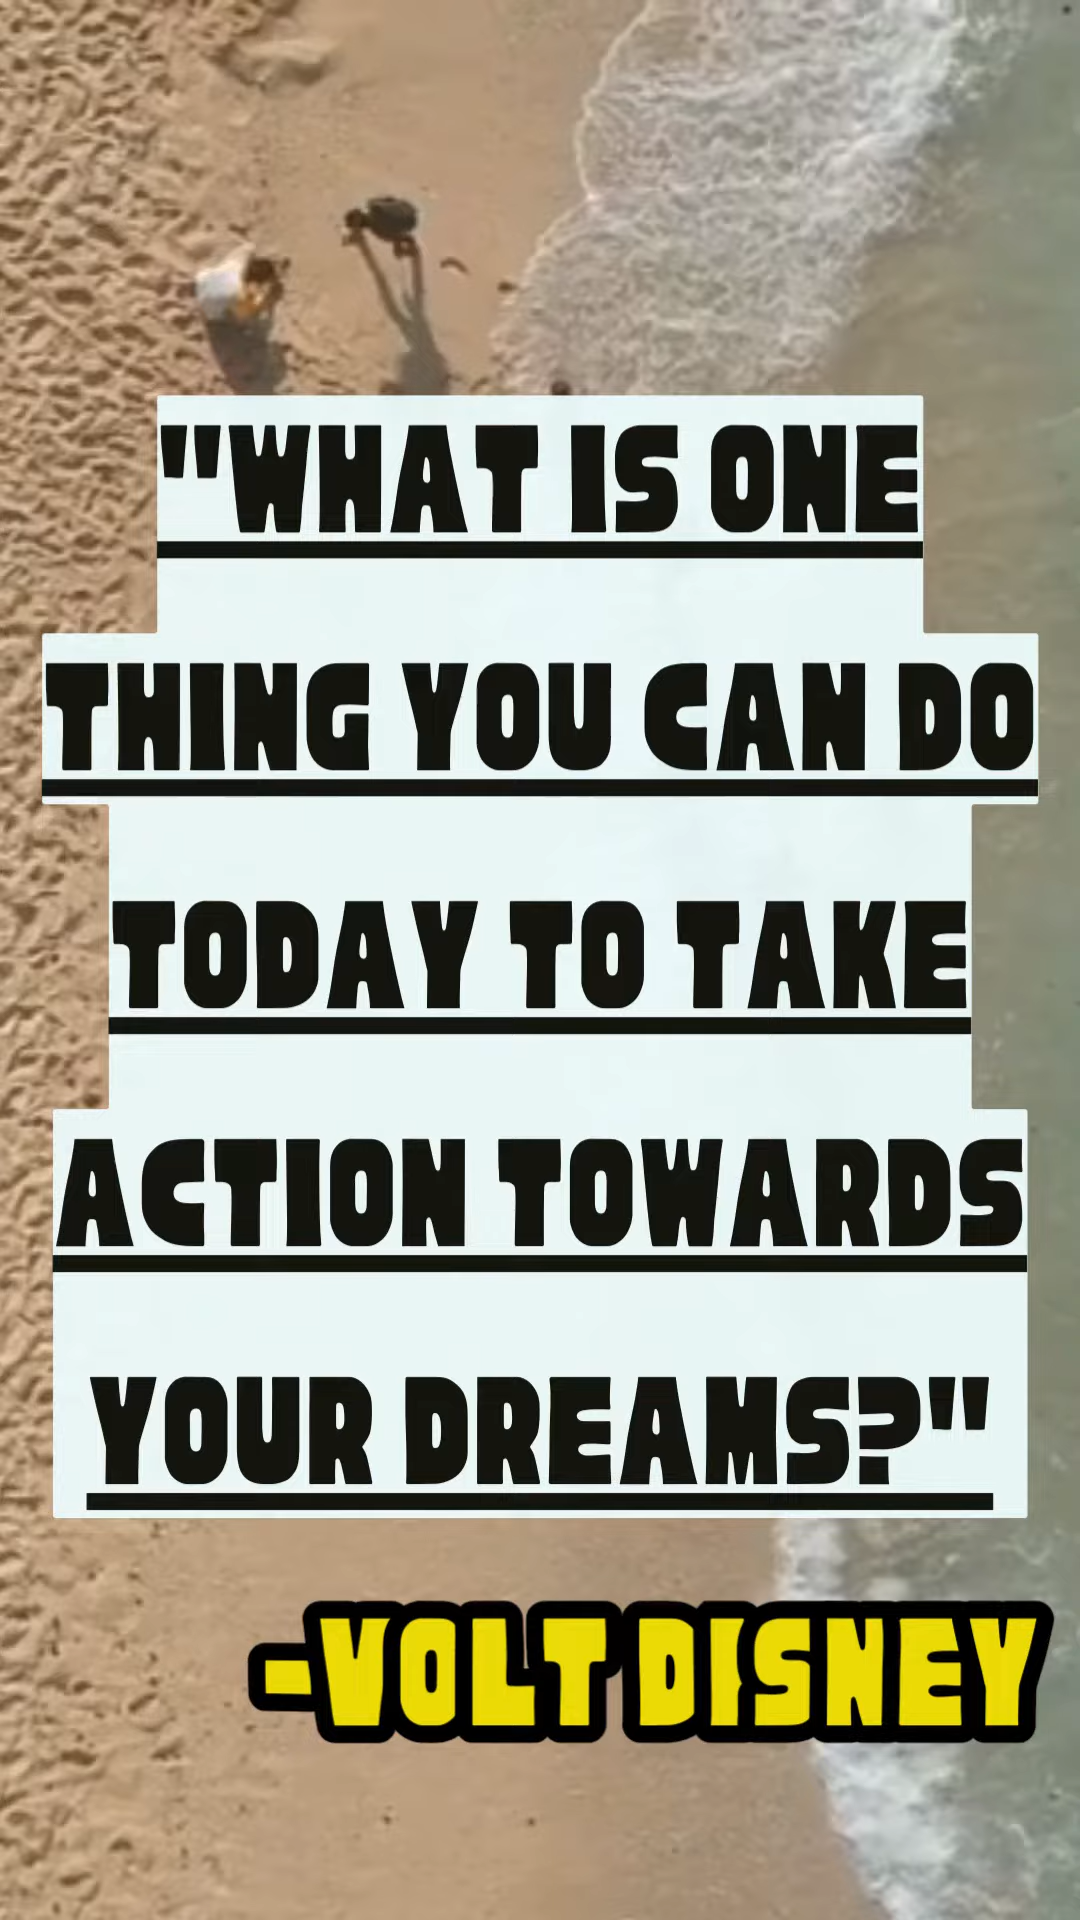 "WHAT IS ONE
THING YOU CAN DO
TODAY TO TAKE
ACTION TOWARDS
YOUR DREAMS?"
-VOLT DISNEY